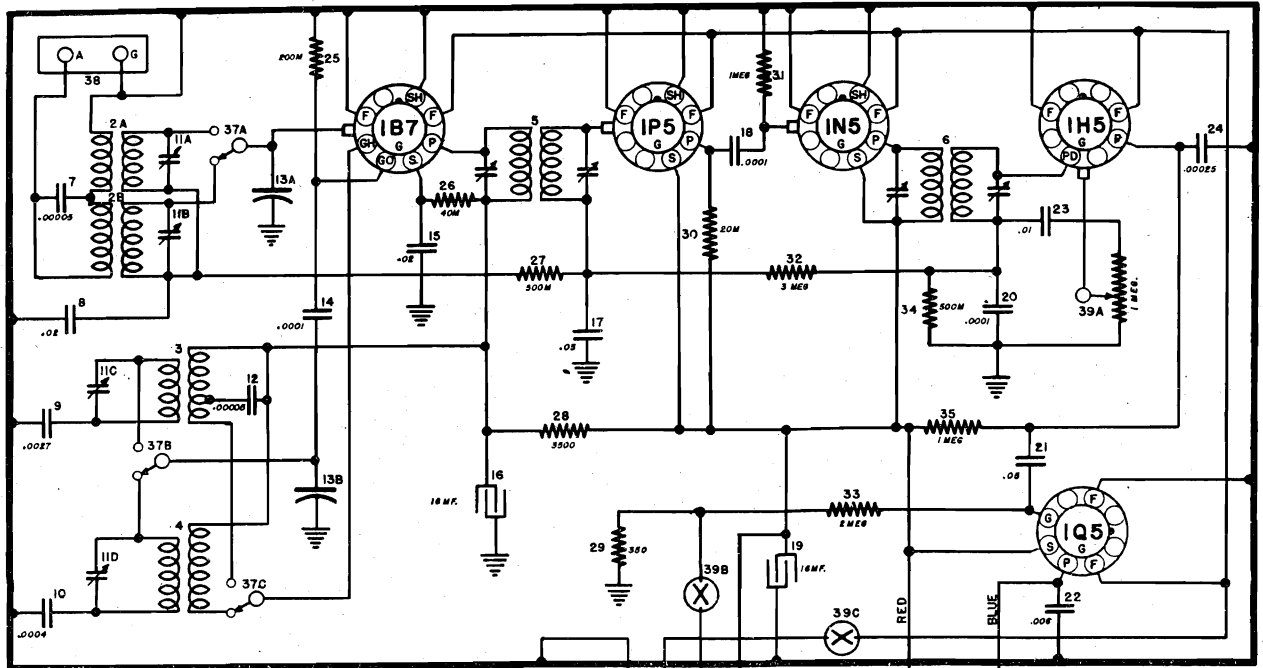 A G
38
2A
2B
7
.00005
8
.02
11A
11B
37A
13A
200M 25
F SH F
1B7
GH P
GO G S
26
40M
15
.02
5
F SH F
1P5
P
G S
18
.0001
1MEG 31
F SH F
1N5
P
G S
6
F F
1H5
P
PD G
24
.00025
23
.01
39A
1 MEG.
27
500M
17
.05
30 20M
32
3 MEG
34 500M
20
.0001
14
.0001
3
11C
12
9
.0027
37B
13B
4
11D
10
.0004
37C
28
3500
16
16MF.
35
1 MEG
21
.05
33
2 MEG
29 350
39B
19
16MF.
39C
RED
BLUE
F
G
1Q5
S G
P F
22
.006